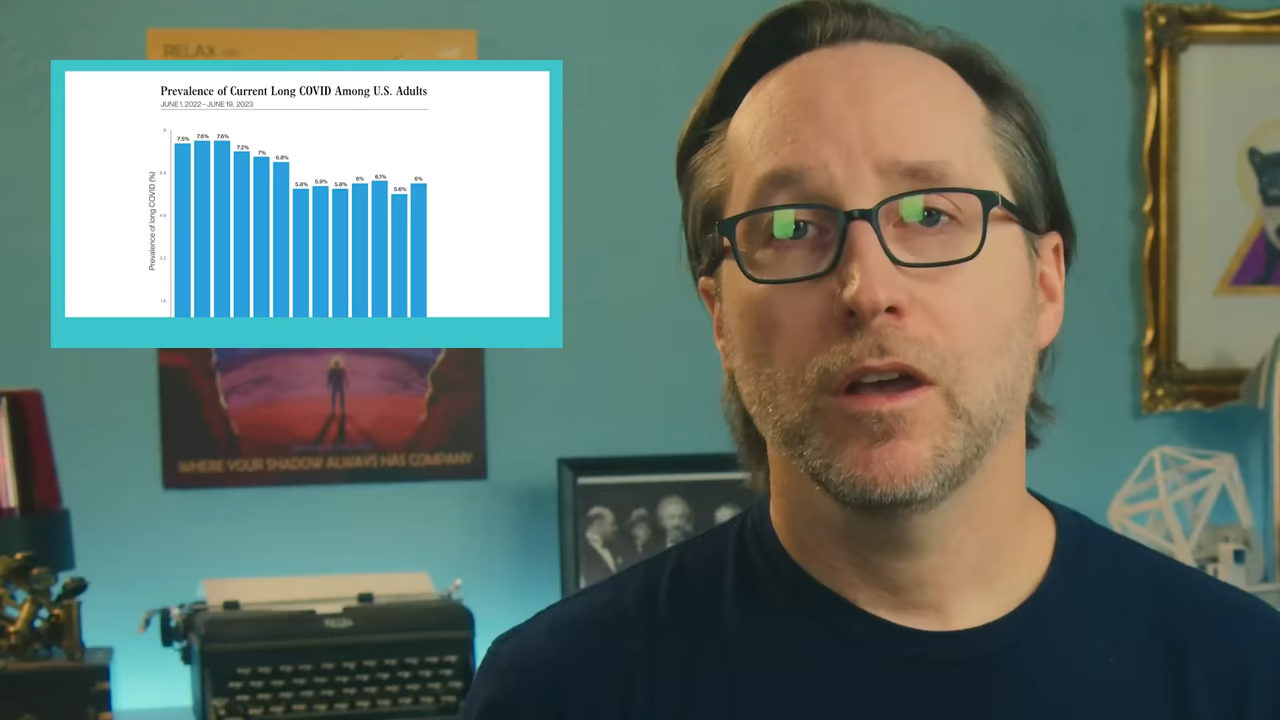 RELAX
Prevalence of Current Long COVID Among U.S. Adults
JUNE 1, 2022 – JUNE 19, 2023
Prevalence of long COVID (%)
7.5% 7.6% 7.6% 7.2% 7% 6.8% 5.8% 5.9% 5.8% 6% 6.1% 5.6% 6%
WHERE YOUR SHADOW ALWAYS HAS COMPANY